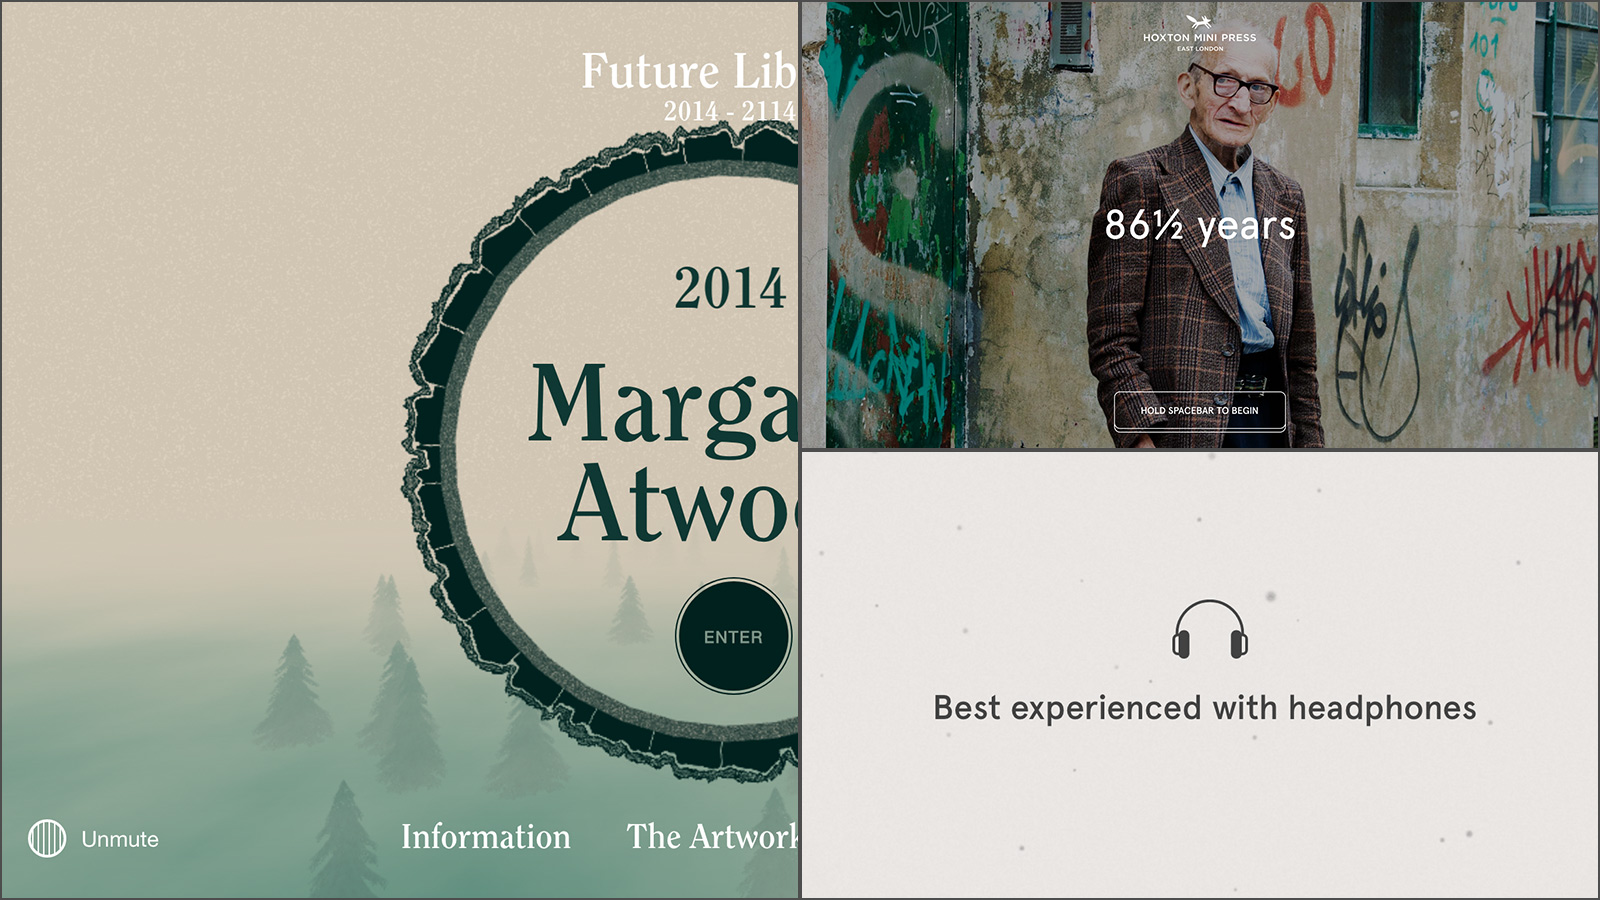 Future Lib
2014 - 2114
2014
Marga
Atwo
ENTER
Unmute
Information
The Artwork
HOXTON MINI PRESS
EAST LONDON
86½ years
HOLD SPACEBAR TO BEGIN
101
Best experienced with headphones